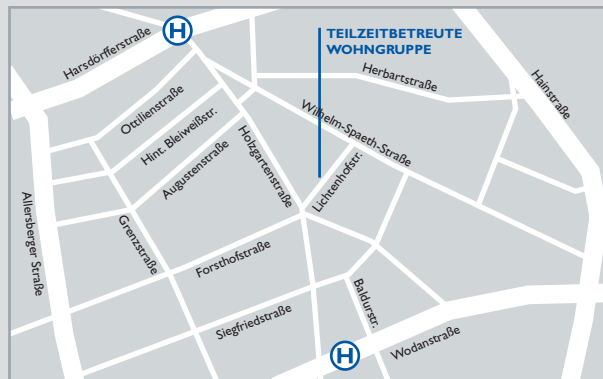 H
TEILZEITBETREUTE
WOHNGRUPPE
Harsdörfferstraße
Herbartstraße
Hainstraße
Ottilienstraße
Wilhelm-Spaeth-Straße
Hint. Bleiweißstr.
Holzgartenstraße
Augustenstraße
Lichtenhofstr.
Allersberger Straße
Grenzstraße
Forsthofstraße
Siegfriedstraße
Baldurstr.
Wodanstraße
H